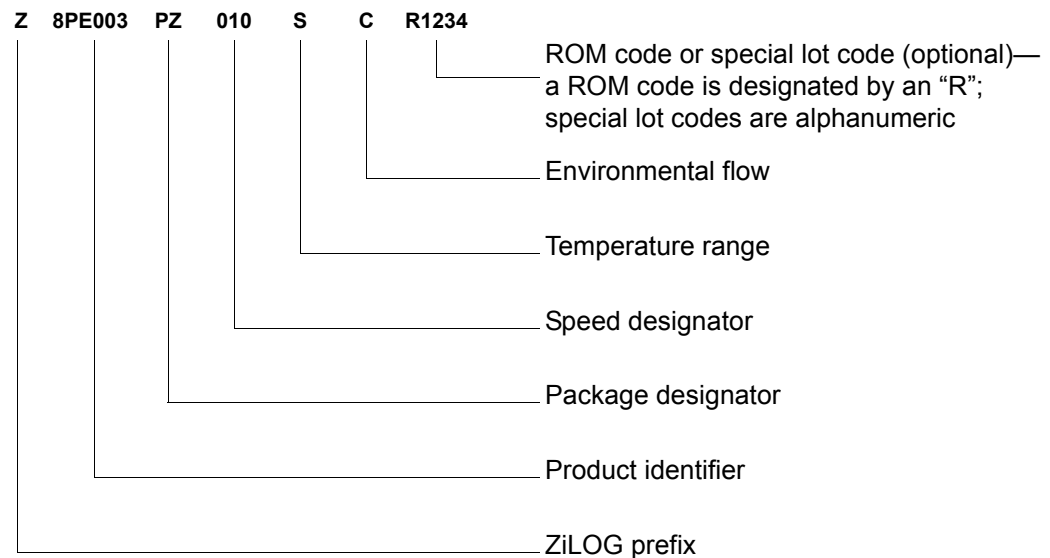 Z 8PE003 PZ 010 S C R1234
ROM code or special lot code (optional)—
a ROM code is designated by an “R”;
special lot codes are alphanumeric
Environmental flow
Temperature range
Speed designator
Package designator
Product identifier
ZiLOG prefix